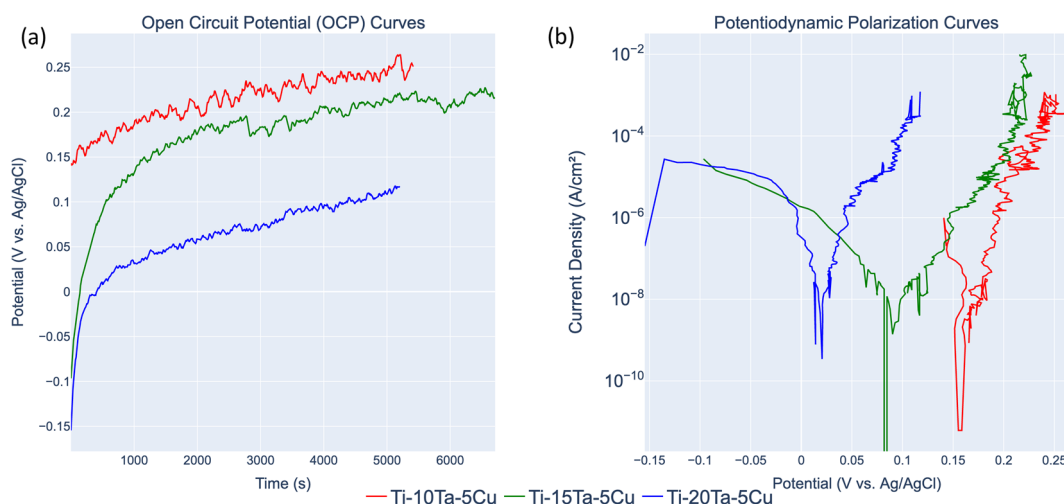 (a)
Open Circuit Potential (OCP) Curves
Potential (V vs. Ag/AgCl)
0.25
0.2
0.15
0.1
0.05
0
−0.05
−0.1
−0.15
1000
2000
3000
4000
5000
6000
Time (s)
(b)
Potentiodynamic Polarization Curves
Current Density (A/cm²)
10⁻²
10⁻⁴
10⁻⁶
10⁻⁸
10⁻¹⁰
−0.15
−0.1
−0.05
0
0.05
0.1
0.15
0.2
0.25
Potential (V vs. Ag/AgCl)
Ti-10Ta-5Cu
Ti-15Ta-5Cu
Ti-20Ta-5Cu